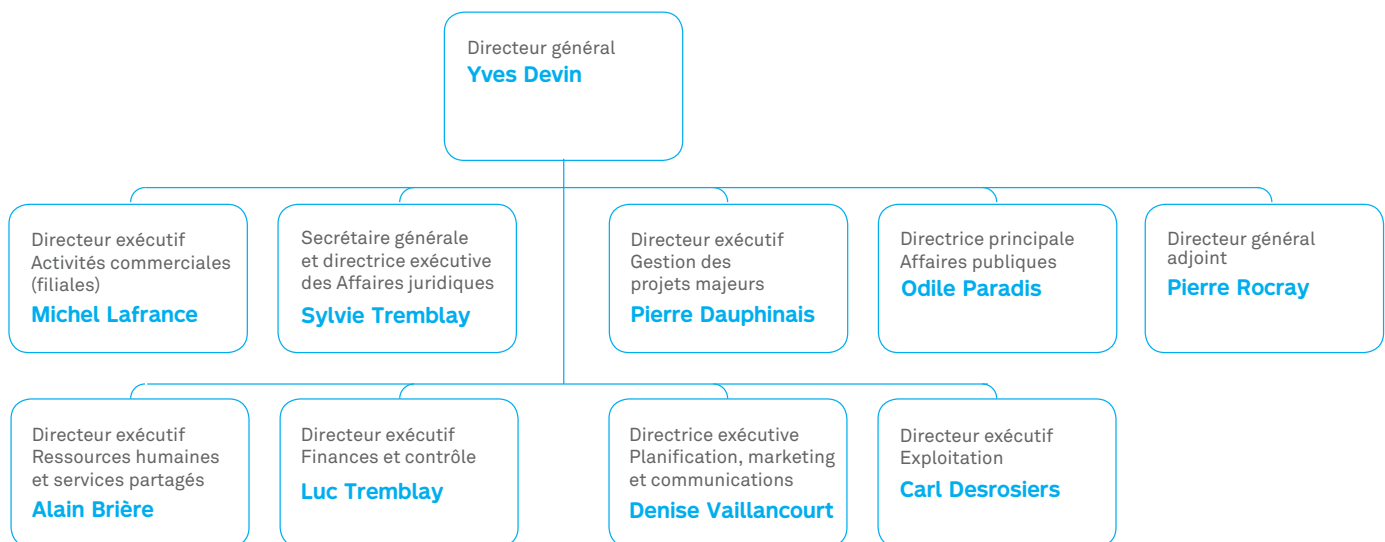 Directeur général
Yves Devin
Directeur exécutif
Activités commerciales
(filiales)
Michel Lafrance
Secrétaire générale
et directrice exécutive
des Affaires juridiques
Sylvie Tremblay
Directeur exécutif
Gestion des
projets majeurs
Pierre Dauphinais
Directrice principale
Affaires publiques
Odile Paradis
Directeur général
adjoint
Pierre Rocray
Directeur exécutif
Ressources humaines
et services partagés
Alain Brière
Directeur exécutif
Finances et contrôle
Luc Tremblay
Directrice exécutive
Planification, marketing
et communications
Denise Vaillancourt
Directeur exécutif
Exploitation
Carl Desrosiers